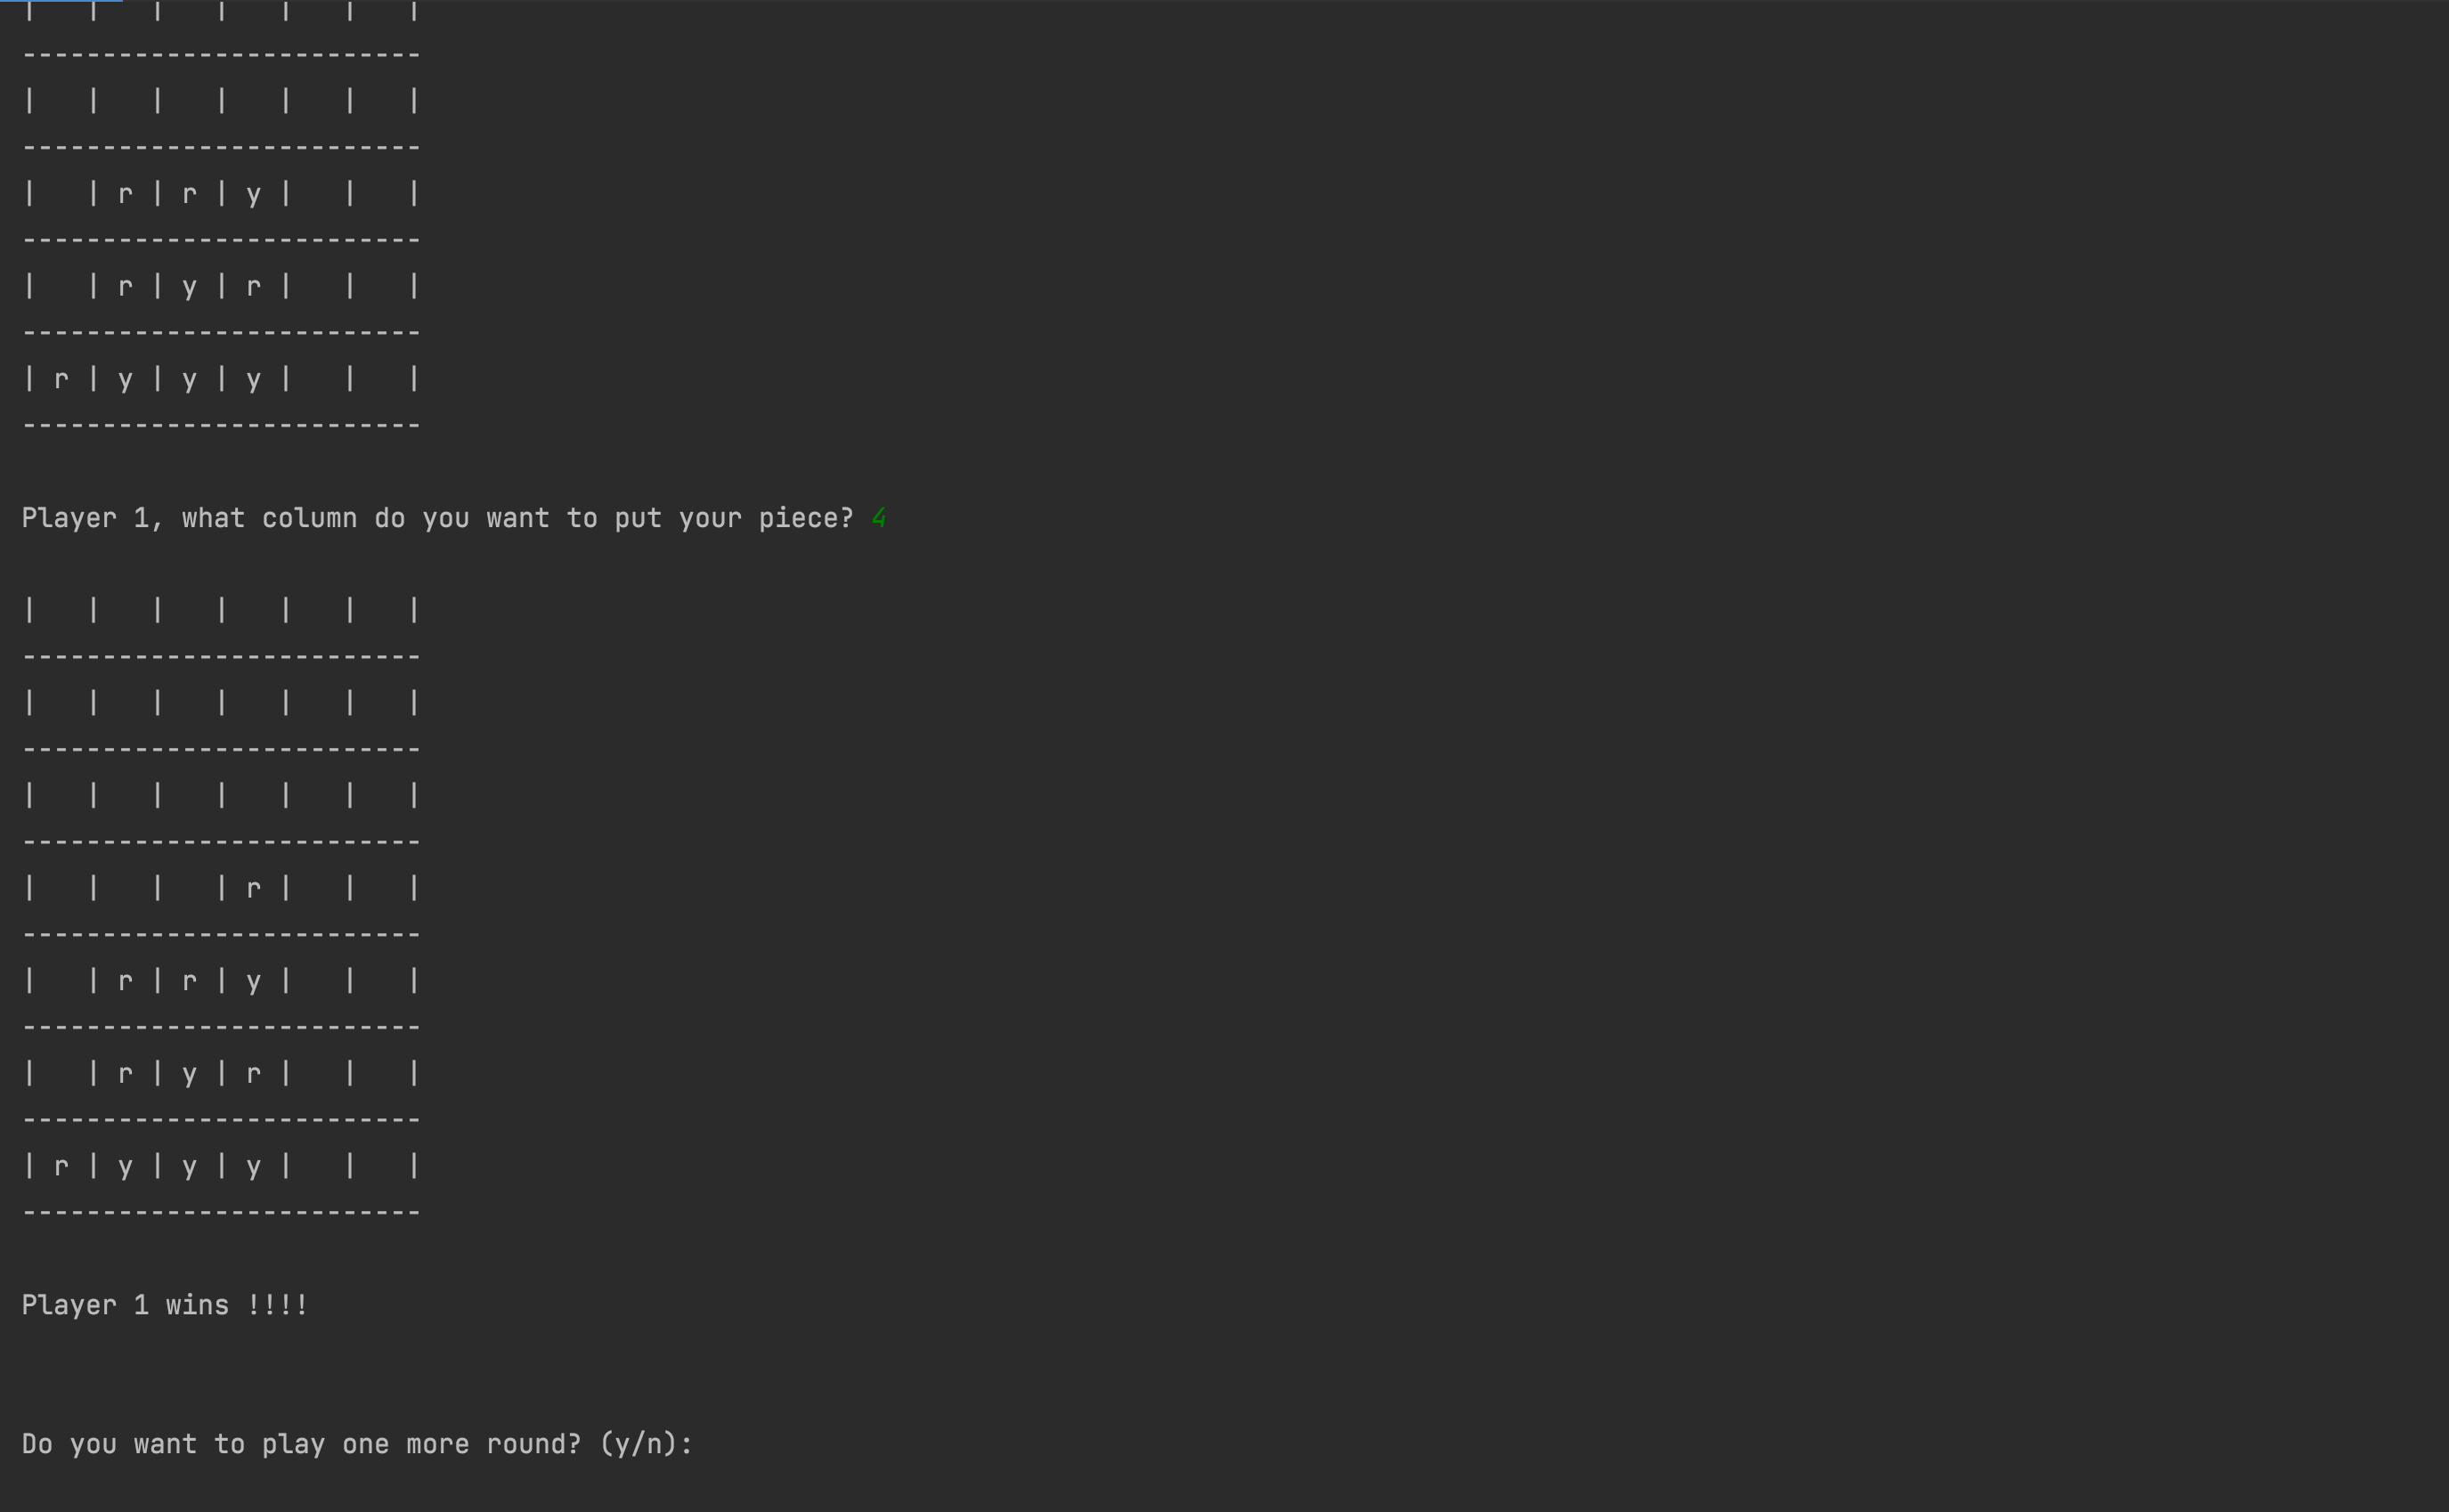 |   |   |   |   |   |   |
-------------------------
|   |   |   |   |   |   |
-------------------------
|   | r | r | y |   |   |
-------------------------
|   | r | y | r |   |   |
-------------------------
| r | y | y | y |   |   |
-------------------------
Player 1, what column do you want to put your piece? 4
|   |   |   |   |   |   |
-------------------------
|   |   |   |   |   |   |
-------------------------
|   |   |   |   |   |   |
-------------------------
|   |   |   | r |   |   |
-------------------------
|   | r | r | y |   |   |
-------------------------
|   | r | y | r |   |   |
-------------------------
| r | y | y | y |   |   |
-------------------------
Player 1 wins !!!!
Do you want to play one more round? (y/n):